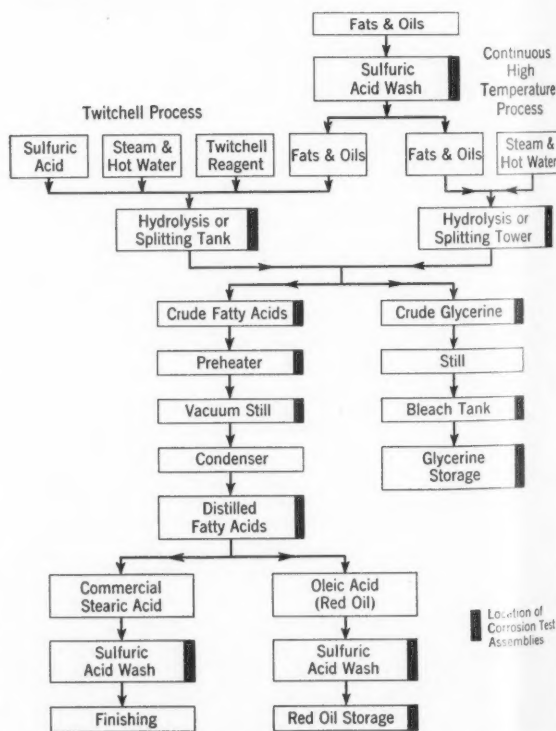 Fats & Oils
Continuous
High
Temperature
Process
Sulfuric
Acid Wash
Twitchell Process
Sulfuric
Acid
Steam &
Hot Water
Twitchell
Reagent
Fats & Oils
Fats & Oils
Steam &
Hot Water
Hydrolysis or
Splitting Tank
Hydrolysis or
Splitting Tower
Crude Fatty Acids
Crude Glycerine
Preheater
Still
Vacuum Still
Bleach Tank
Condenser
Glycerine
Storage
Distilled
Fatty Acids
Commercial
Stearic Acid
Oleic Acid
(Red Oil)
Location of
Corrosion Test
Assemblies
Sulfuric
Acid Wash
Sulfuric
Acid Wash
Finishing
Red Oil Storage